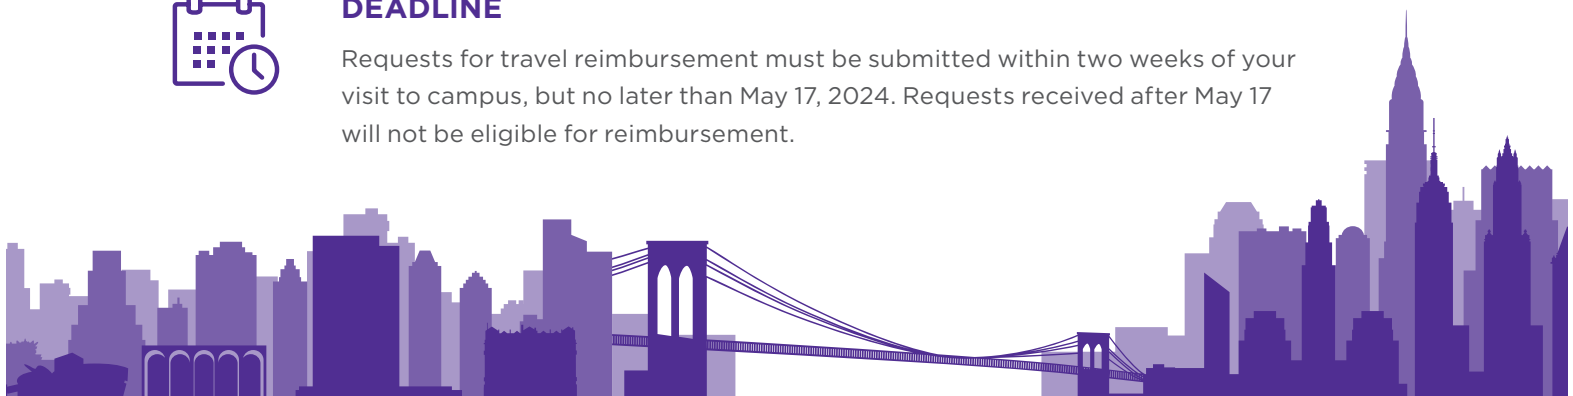 DEADLINE
Requests for travel reimbursement must be submitted within two weeks of your
visit to campus, but no later than May 17, 2024. Requests received after May 17
will not be eligible for reimbursement.